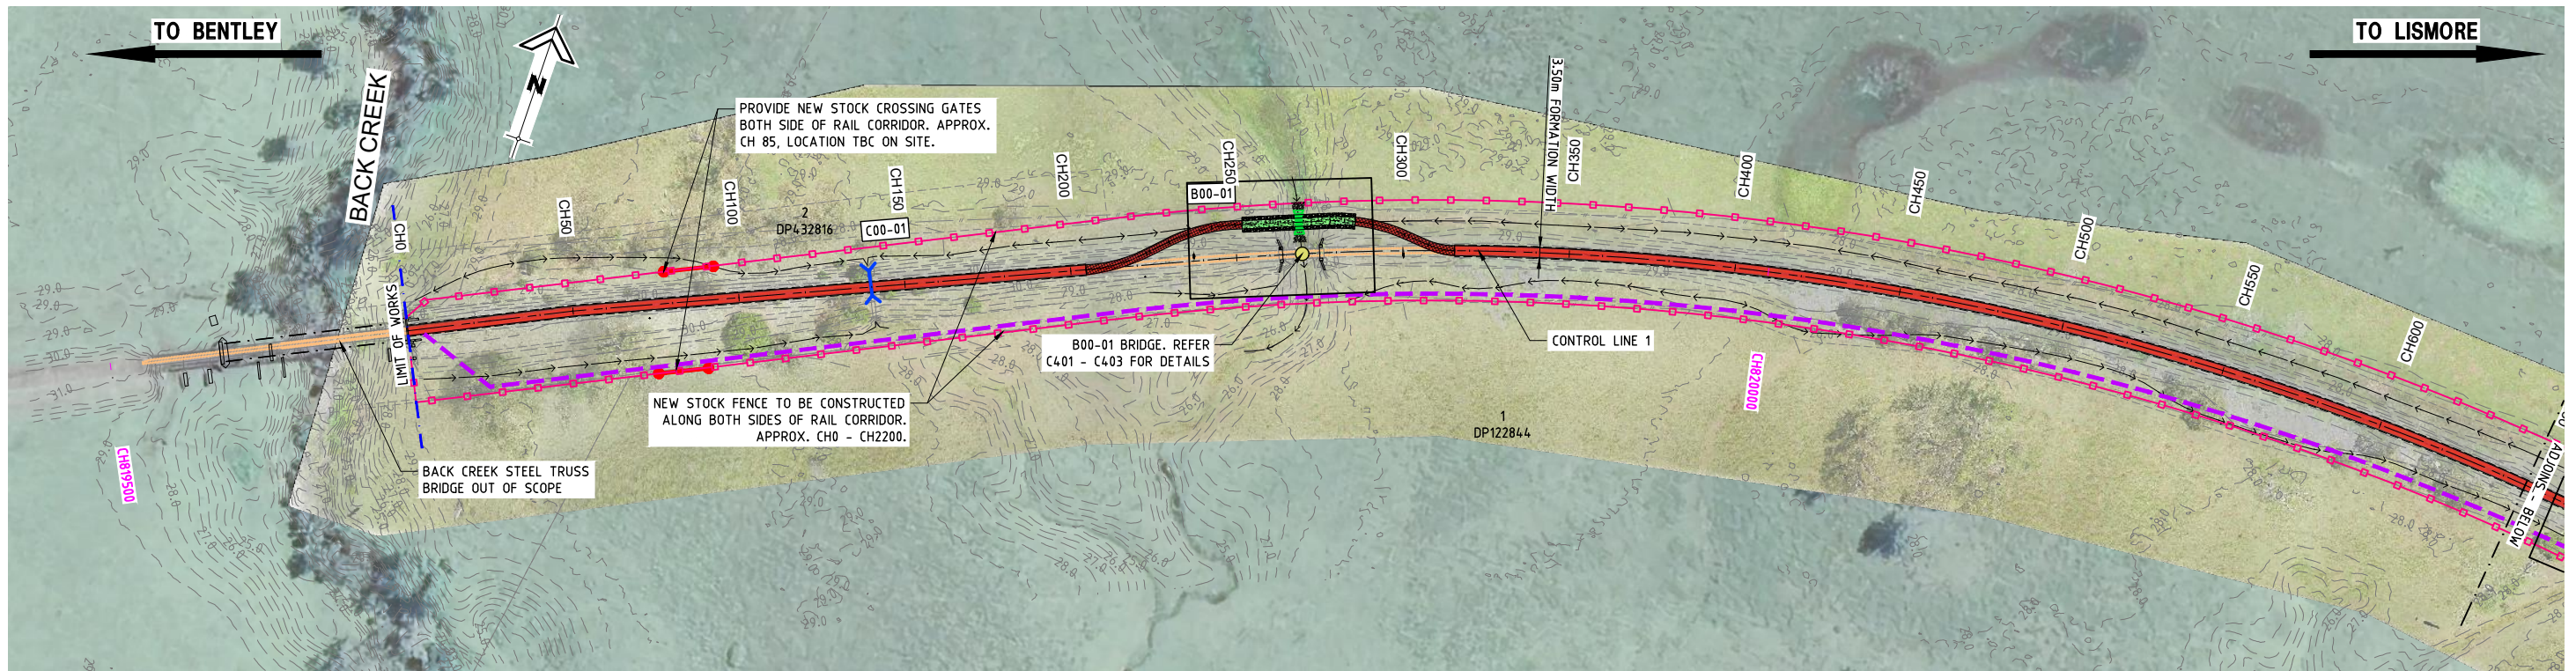 TO BENTLEY
TO LISMORE
BACK CREEK
N
PROVIDE NEW STOCK CROSSING GATES
BOTH SIDE OF RAIL CORRIDOR. APPROX.
CH 85, LOCATION TBC ON SITE.
3.50m FORMATION WIDTH
CH0
CH50
CH100
CH150
CH200
CH250
CH300
CH350
CH400
CH450
CH500
CH550
CH600
2
DP432816
C00-01
B00-01
LIMIT OF WORKS
B00-01 BRIDGE. REFER
C401 - C403 FOR DETAILS
CONTROL LINE 1
CH820000
NEW STOCK FENCE TO BE CONSTRUCTED
ALONG BOTH SIDES OF RAIL CORRIDOR.
APPROX. CH0 - CH2200.
1
DP122844
BACK CREEK STEEL TRUSS
BRIDGE OUT OF SCOPE
CH819500
ADJOINS - BELOW